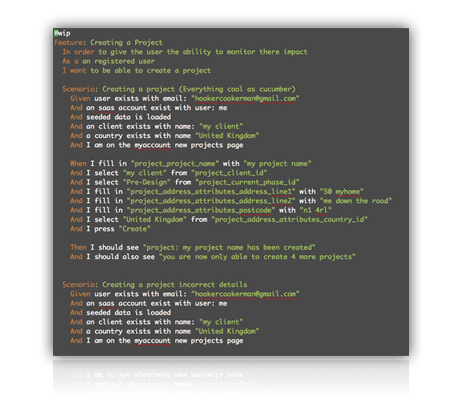 @wip
Feature: Creating a Project
In order to give the user the ability to monitor there impact
As a an registered user
I want to be able to create a project
Scenario: Creating a project (Everything cool as cucumber)
Given user exists with email: "hookercookerman@gmail.com"
And an saas account exist with user: me
And seeded data is loaded
And an client exists with name: "my client"
And a country exists with name "United Kingdom"
And I am on the myaccount new projects page
When I fill in "project_project_name" with "my project name"
And I select "my client" from "project_client_id"
And I select "Pre-Design" from "project_current_phase_id"
And I fill in "project_address_attributes_address_line1" with "50 myhome"
And I fill in "project_address_attributes_address_line2" with "me down the road"
And I fill in "project_address_attributes_postcode" with "n1 4rl"
And I select "United Kingdom" from "project_address_attributes_country_id"
And I press "Create"
Then I should see "project: my project name has been created"
And I should also see "you are now only able to create 4 more projects"
Scenario: Creating a project incorrect details
Given user exists with email: "hookercookerman@gmail.com"
And an saas account exist with user: me
And seeded data is loaded
And an client exists with name: "my client"
And a country exists with name "United Kingdom"
And I am on the myaccount new projects page